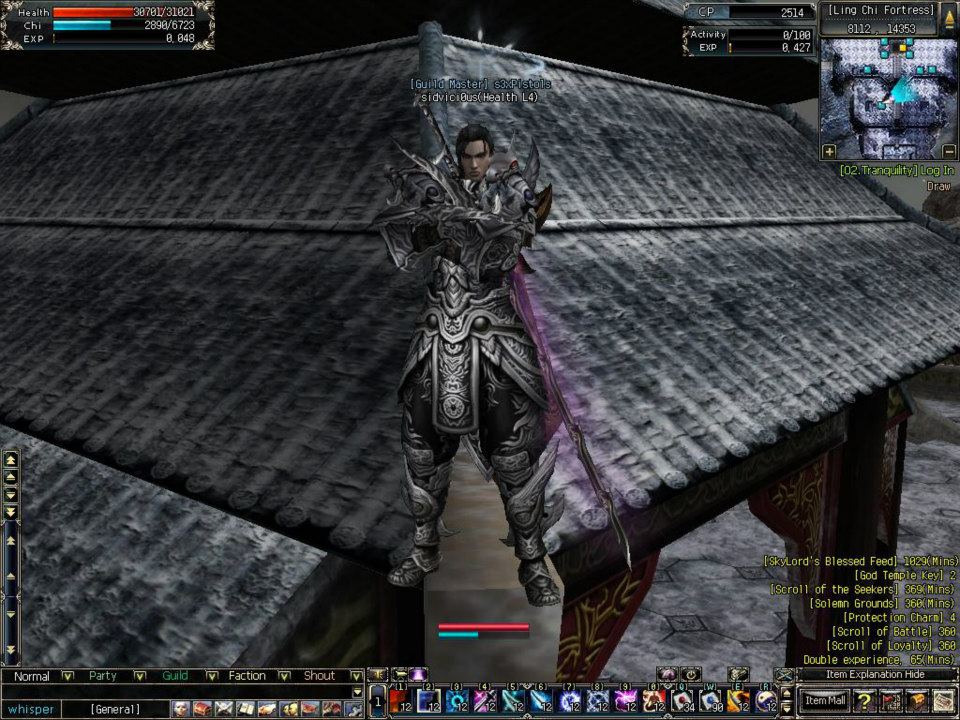 Health 30701/31021
Chi 2890/6723
EXP 0,048
CP 2514
Activity 0/100
EXP 0,427
[Ling Chi Fortress]
8112 , 14353
[02.Tranquility] Log In
Draw
[Guild Master] s3xPistols
sidvici0us(Health L4)
[SkyLord's Blessed Feed] 1029(Mins)
[God Temple Key] 2
[Scroll of the Seekers] 369(Mins)
[Solemn Grounds] 360(Mins)
[Protection Charm] 4
[Scroll of Battle] 360
[Scroll of Loyalty] 360
Double experience, 65(Mins)
Item Explanation Hide
Normal Party Guild Faction Shout
whisper [General]
1
Item Mall